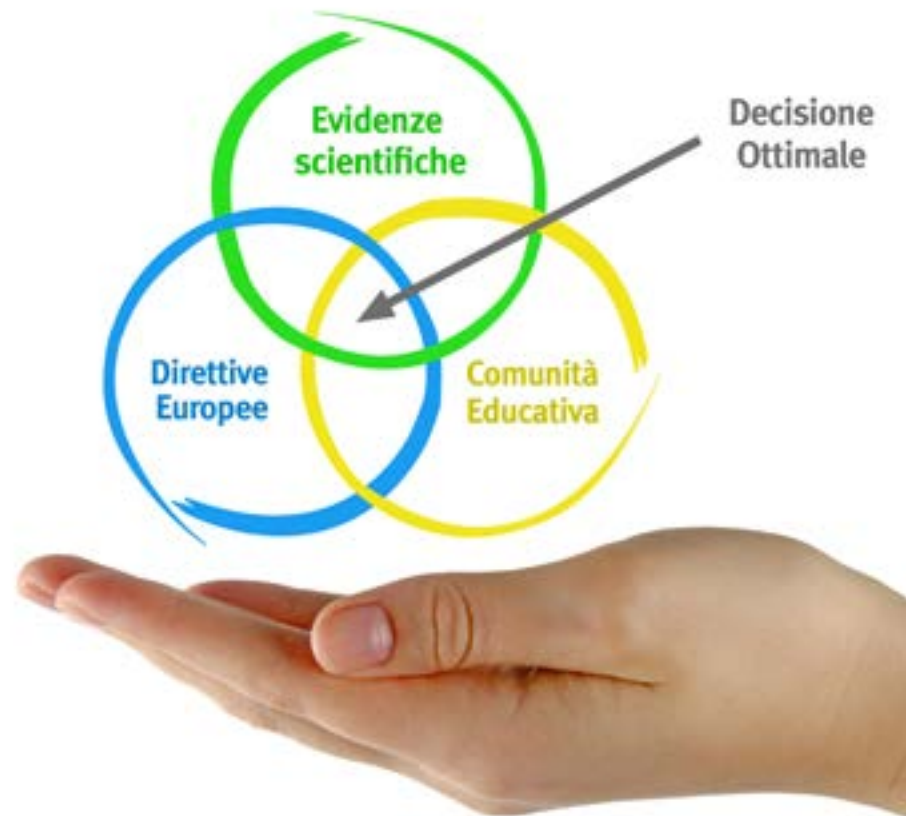 Evidenze
scientifiche
Decisione
Ottimale
Direttive
Europee
Comunità
Educativa